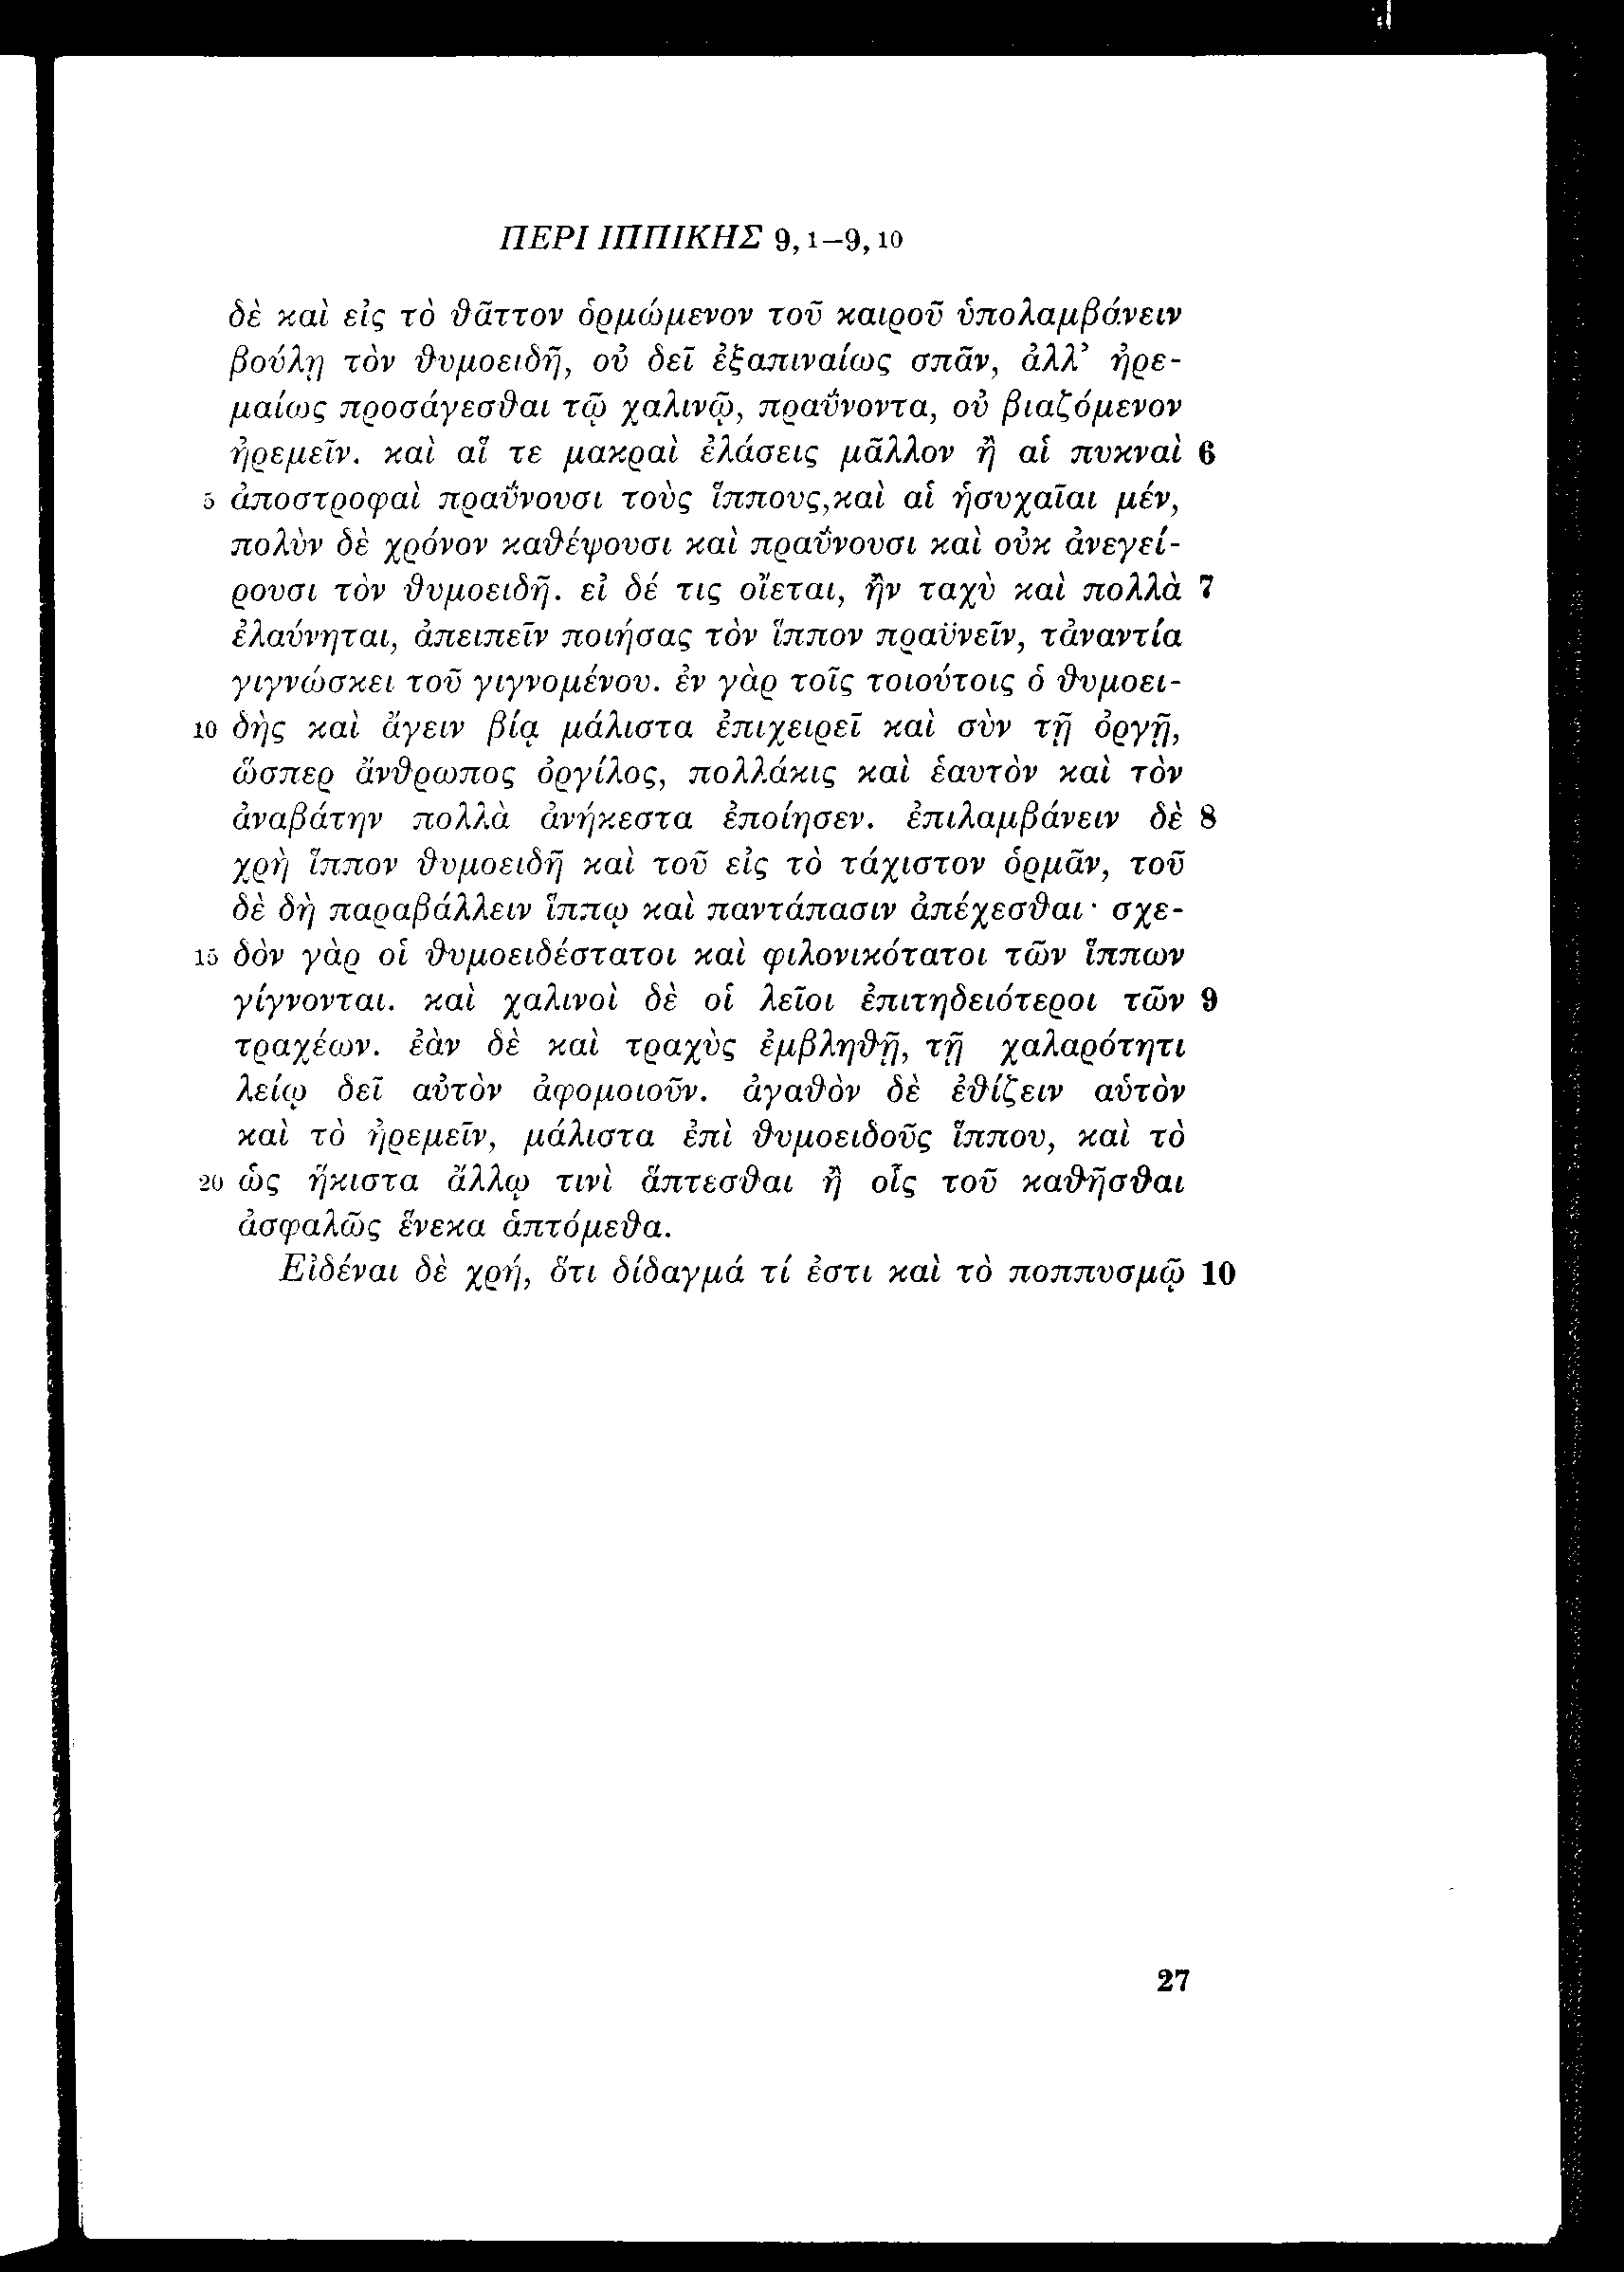 ΠΕΡΙ ΙΠΠΙΚΗΣ 9,1–9,10
δὲ καὶ εἰς τὸ θᾶττον ὁρμώμενον τοῦ καιροῦ ὑπολαμβάνειν
βούλῃ τὸν θυμοειδῆ, οὐ δεῖ ἐξαπιναίως σπᾶν, ἀλλ’ ἠρε-
μαίως προσάγεσθαι τῷ χαλινῷ, πραΰνοντα, οὐ βιαζόμενον
ἠρεμεῖν. καὶ αἵ τε μακραὶ ἐλάσεις μᾶλλον ἢ αἱ πυκναὶ 6
5 ἀποστροφαὶ πραΰνουσι τοὺς ἵππους,καὶ αἱ ἡσυχαῖαι μέν,
πολὺν δὲ χρόνον καθέψουσι καὶ πραΰνουσι καὶ οὐκ ἀνεγεί-
ρουσι τὸν θυμοειδῆ. εἰ δέ τις οἴεται, ἢν ταχὺ καὶ πολλὰ 7
ἐλαύνηται, ἀπειπεῖν ποιήσας τὸν ἵππον πραϋνεῖν, τἀναντία
γιγνώσκει τοῦ γιγνομένου. ἐν γὰρ τοῖς τοιούτοις ὁ θυμοει-
10 δὴς καὶ ἄγειν βίᾳ μάλιστα ἐπιχειρεῖ καὶ σὺν τῇ ὀργῇ,
ὥσπερ ἄνθρωπος ὀργίλος, πολλάκις καὶ ἑαυτὸν καὶ τὸν
ἀναβάτην πολλὰ ἀνήκεστα ἐποίησεν. ἐπιλαμβάνειν δὲ 8
χρὴ ἵππον θυμοειδῆ καὶ τοῦ εἰς τὸ τάχιστον ὁρμᾶν, τοῦ
δὲ δὴ παραβάλλειν ἵππῳ καὶ παντάπασιν ἀπέχεσθαι· σχε-
15 δὸν γὰρ οἱ θυμοειδέστατοι καὶ φιλονικότατοι τῶν ἵππων
γίγνονται. καὶ χαλινοὶ δὲ οἱ λεῖοι ἐπιτηδειότεροι τῶν 9
τραχέων. ἐὰν δὲ καὶ τραχὺς ἐμβληθῇ, τῇ χαλαρότητι
λείῳ δεῖ αὐτὸν ἀφομοιοῦν. ἀγαθὸν δὲ ἐθίζειν αὑτὸν
καὶ τὸ ἠρεμεῖν, μάλιστα ἐπὶ θυμοειδοῦς ἵππου, καὶ τὸ
20 ὡς ἥκιστα ἄλλῳ τινὶ ἅπτεσθαι ἢ οἷς τοῦ καθῆσθαι
ἀσφαλῶς ἕνεκα ἁπτόμεθα.
Εἰδέναι δὲ χρή, ὅτι δίδαγμά τί ἐστι καὶ τὸ ποππυσμῷ 10
27